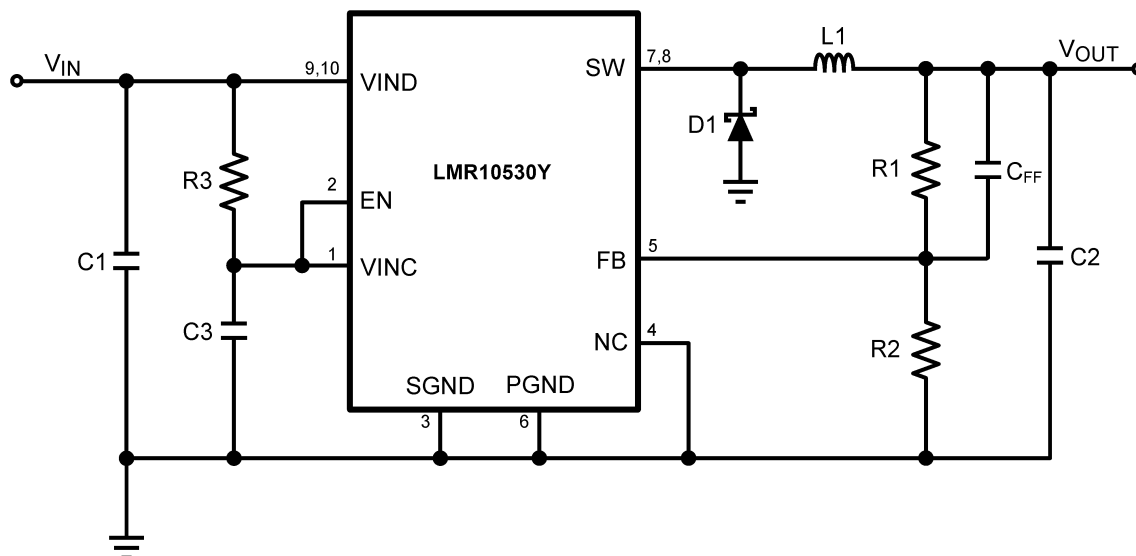 L1
VIN
9,10
7,8
VOUT
VIND
SW
D1
LMR10530Y
R3
2
R1
CFF
EN
1
5
C1
VINC
FB
C2
C3
4
NC
R2
SGND
PGND
3
6